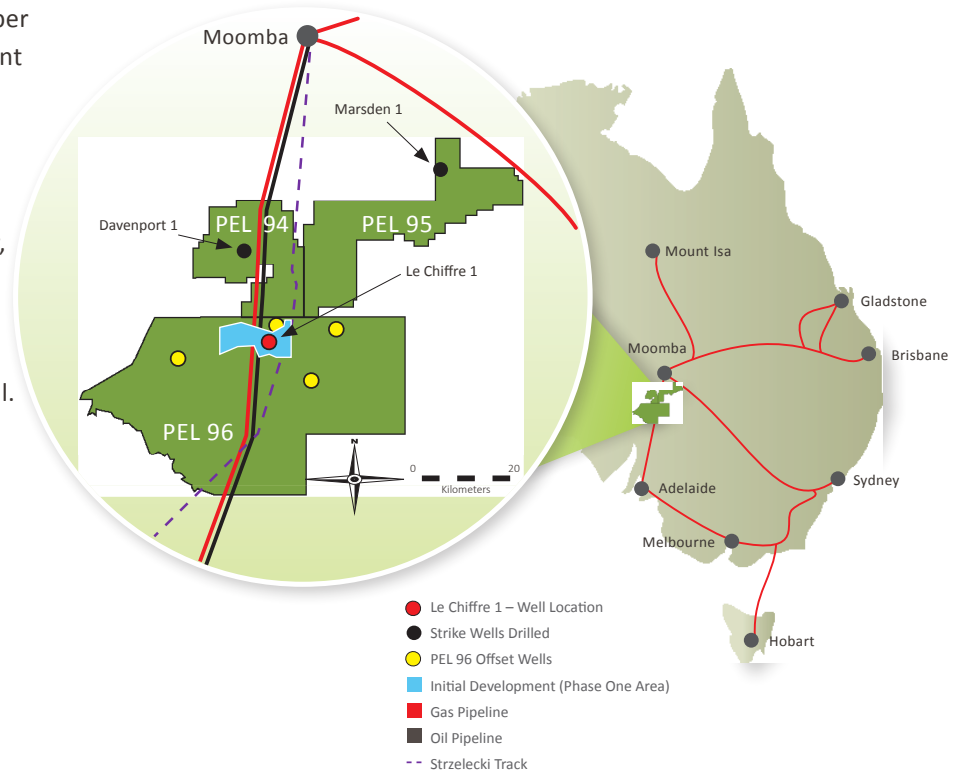 per
nt
,
l.
Moomba
Marsden 1
Davenport 1
PEL 94
PEL 95
Le Chiffre 1
PEL 96
N
0 20
Kilometers
Mount Isa
Gladstone
Moomba
Brisbane
Adelaide
Sydney
Melbourne
Hobart
Le Chiffre 1 – Well Location
Strike Wells Drilled
PEL 96 Offset Wells
Initial Development (Phase One Area)
Gas Pipeline
Oil Pipeline
Strzelecki Track